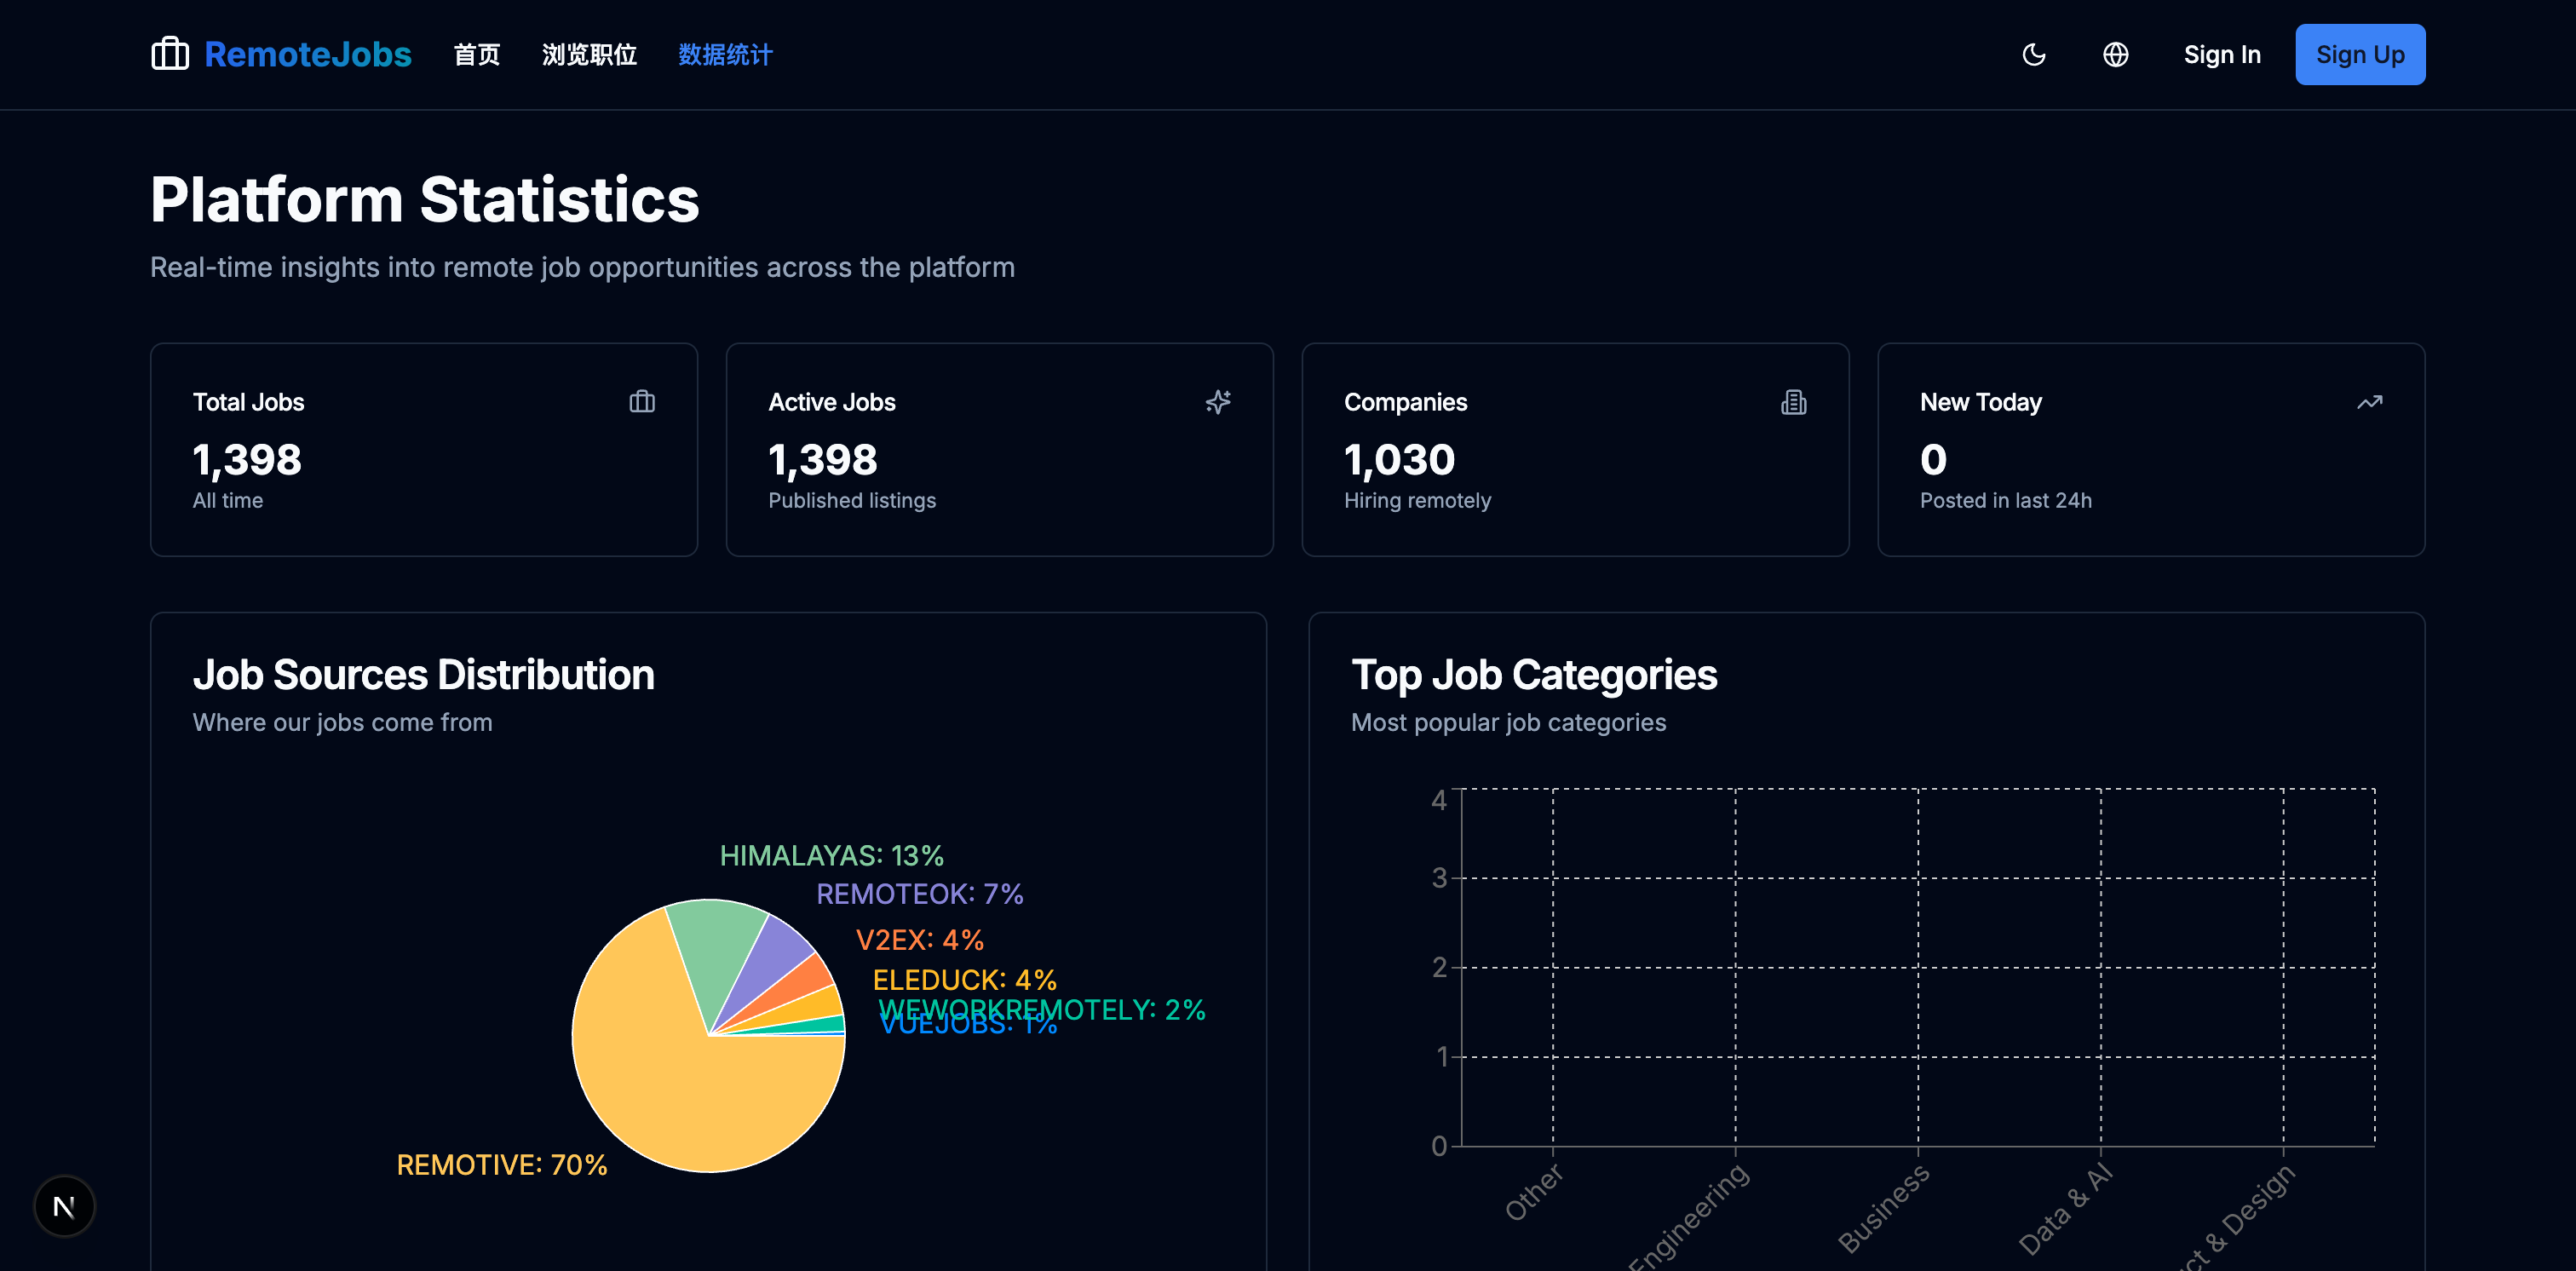 RemoteJobs 首页 浏览职位 数据统计 Sign In Sign Up
Platform Statistics
Real-time insights into remote job opportunities across the platform
Total Jobs
1,398
All time
Active Jobs
1,398
Published listings
Companies
1,030
Hiring remotely
New Today
0
Posted in last 24h
Job Sources Distribution
Where our jobs come from
HIMALAYAS: 13%
REMOTEOK: 7%
V2EX: 4%
ELEDUCK: 4%
WEWORKREMOTELY: 2%
VUEJOBS: 1%
REMOTIVE: 70%
Top Job Categories
Most popular job categories
4
3
2
1
0
Other
Engineering
Business
Data & AI
& Design
N